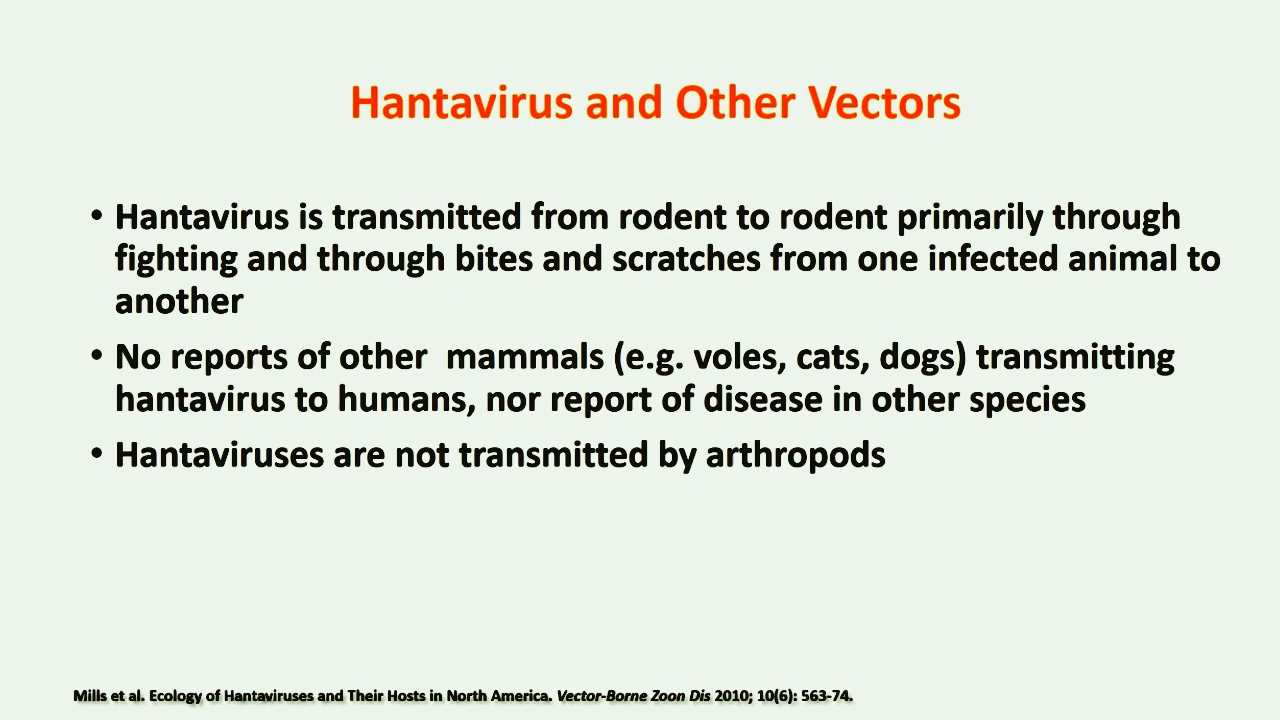 Hantavirus and Other Vectors
• Hantavirus is transmitted from rodent to rodent primarily through
fighting and through bites and scratches from one infected animal to
another
• No reports of other  mammals (e.g. voles, cats, dogs) transmitting
hantavirus to humans, nor report of disease in other species
• Hantaviruses are not transmitted by arthropods
Mills et al. Ecology of Hantaviruses and Their Hosts in North America. Vector-Borne Zoon Dis 2010; 10(6): 563-74.